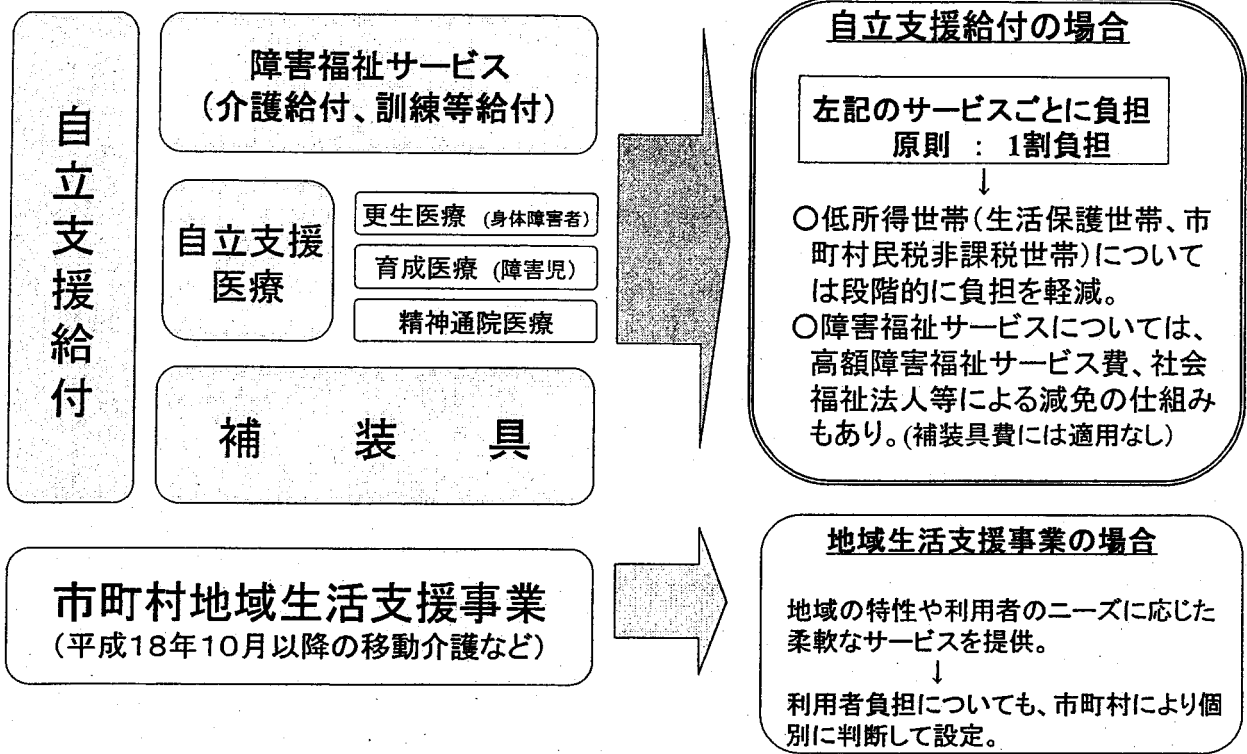 自立支援給付
障害福祉サービス
(介護給付、訓練等給付)
自立支援
医療
更生医療 (身体障害者)
育成医療 (障害児)
精神通院医療
補 装 具
自立支援給付の場合
左記のサービスごとに負担
原則 : 1割負担
↓
○低所得世帯(生活保護世帯、市
町村民税非課税世帯)について
は段階的に負担を軽減。
○障害福祉サービスについては、
高額障害福祉サービス費、社会
福祉法人等による減免の仕組み
もあり。(補装具費には適用なし)
市町村地域生活支援事業
(平成18年10月以降の移動介護など)
地域生活支援事業の場合
地域の特性や利用者のニーズに応じた
柔軟なサービスを提供。
↓
利用者負担についても、市町村により個
別に判断して設定。